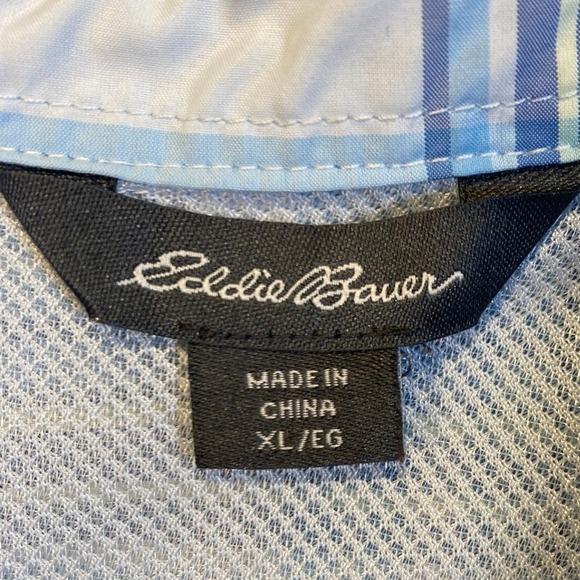 Eddie Bauer
MADE IN
CHINA
XL/EG